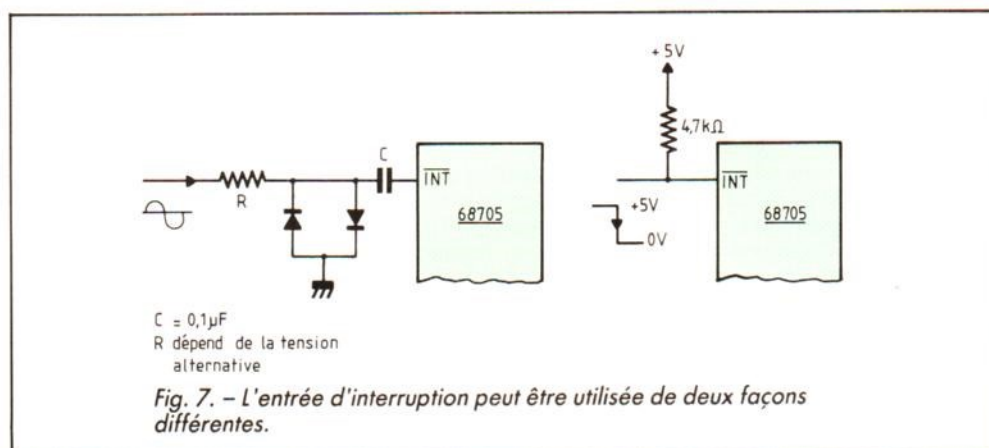 +5V
4,7kΩ
C
R
INT
68705
C = 0,1µF
R dépend de la tension
alternative
INT
68705
+5V
0V
Fig. 7. – L'entrée d'interruption peut être utilisée de deux façons
différentes.